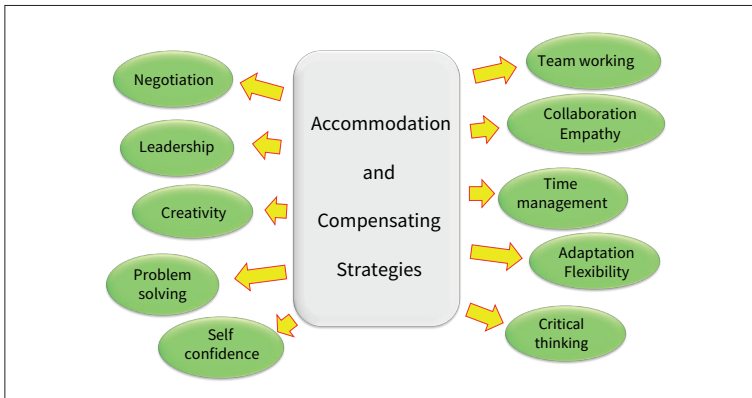 Negotiation
Leadership
Creativity
Problem
solving
Self
confidence
Accommodation
and
Compensating
Strategies
Team working
Collaboration
Empathy
Time
management
Adaptation
Flexibility
Critical
thinking